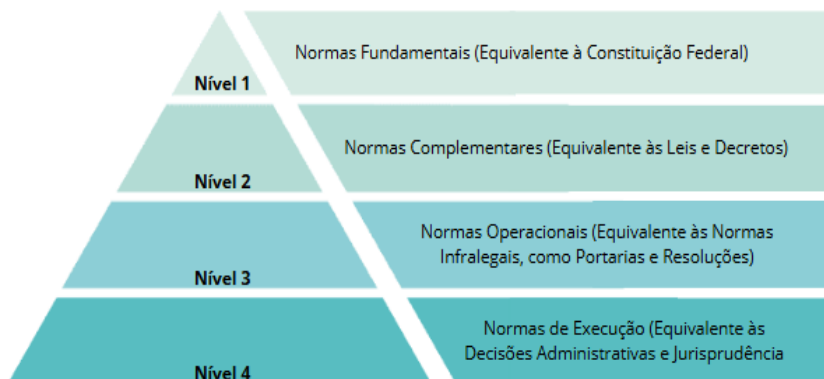 Normas Fundamentais (Equivalente à Constituição Federal)
Nível 1
Normas Complementares (Equivalente às Leis e Decretos)
Nível 2
Normas Operacionais (Equivalente às Normas
Infralegais, como Portarias e Resoluções)
Nível 3
Normas de Execução (Equivalente às
Decisões Administrativas e Jurisprudência
Nível 4